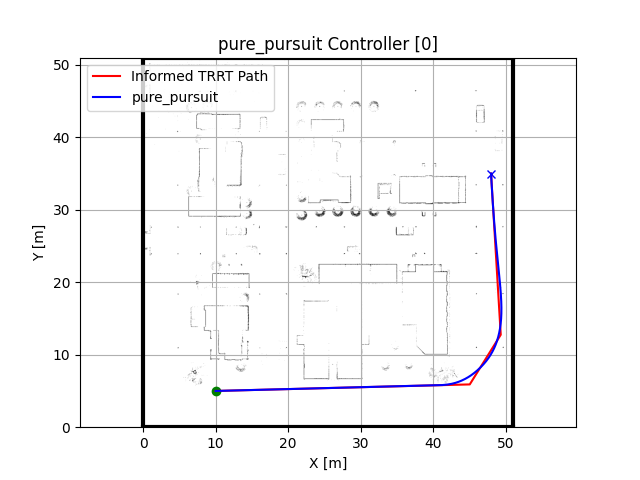 pure_pursuit Controller [0]
Informed TRRT Path
pure_pursuit
Y [m]
50
40
30
20
10
0
0 10 20 30 40 50
X [m]